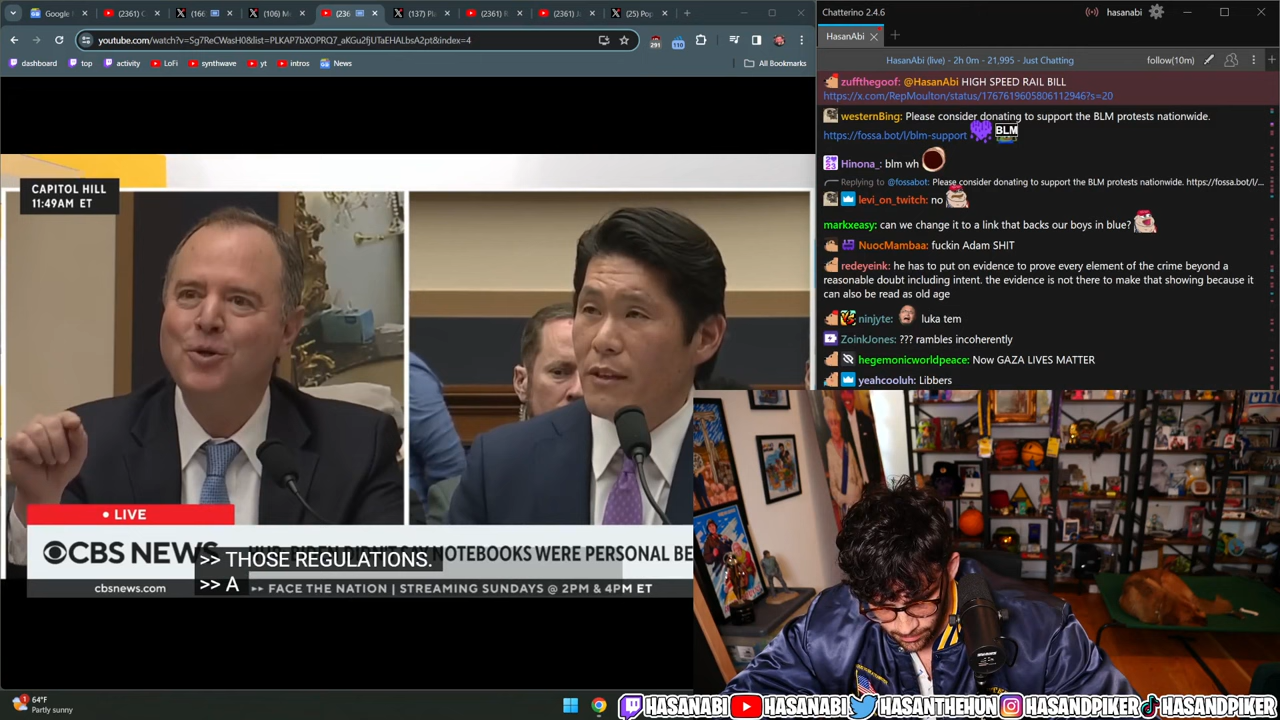 Google
(2361) C
(166
(106) M
(236
(137) Pl
(2361) R
(2361) J
(25) Pop
youtube.com/watch?v=Sg7ReCWasH0&list=PLKAP7bXOPRQ7_aKGu2fjUTaEHALbsA2pt&index=4
291
110
dashboard
top
activity
LoFi
synthwave
yt
intros
News
All Bookmarks
CAPITOL HILL
11:49AM ET
• LIVE
CBS NEWS
NOTEBOOKS WERE PERSONAL BE
>> THOSE REGULATIONS.
>> A
cbsnews.com
FACE THE NATION | STREAMING SUNDAYS @ 2PM & 4PM ET
Chatterino 2.4.6
hasanabi
HasanAbi
HasanAbi (live) - 2h 0m - 21,995 - Just Chatting
follow(10m)
zuffthegoof: @HasanAbi HIGH SPEED RAIL BILL
https://x.com/RepMoulton/status/1767619605806112946?s=20
westernBing: Please consider donating to support the BLM protests nationwide.
https://fossa.bot/l/blm-support BLM
Hinona_: blm wh
Replying to @fossabot: Please consider donating to support the BLM protests nationwide. https://fossa.bot/l/...
levi_on_twitch: no
markxeasy: can we change it to a link that backs our boys in blue?
NuocMambaa: fuckin Adam SHIT
redeyeink: he has to put on evidence to prove every element of the crime beyond a
reasonable doubt including intent. the evidence is not there to make that showing because it
can also be read as old age
ninjyte: luka tem
ZoinkJones: ??? rambles incoherently
hegemonicworldpeace: Now GAZA LIVES MATTER
yeahcooluh: Libbers
1
64°F
Partly sunny
HASANABI
HASANABI
HASANTHEHUN
HASANDPIKER
HASANDPIKER